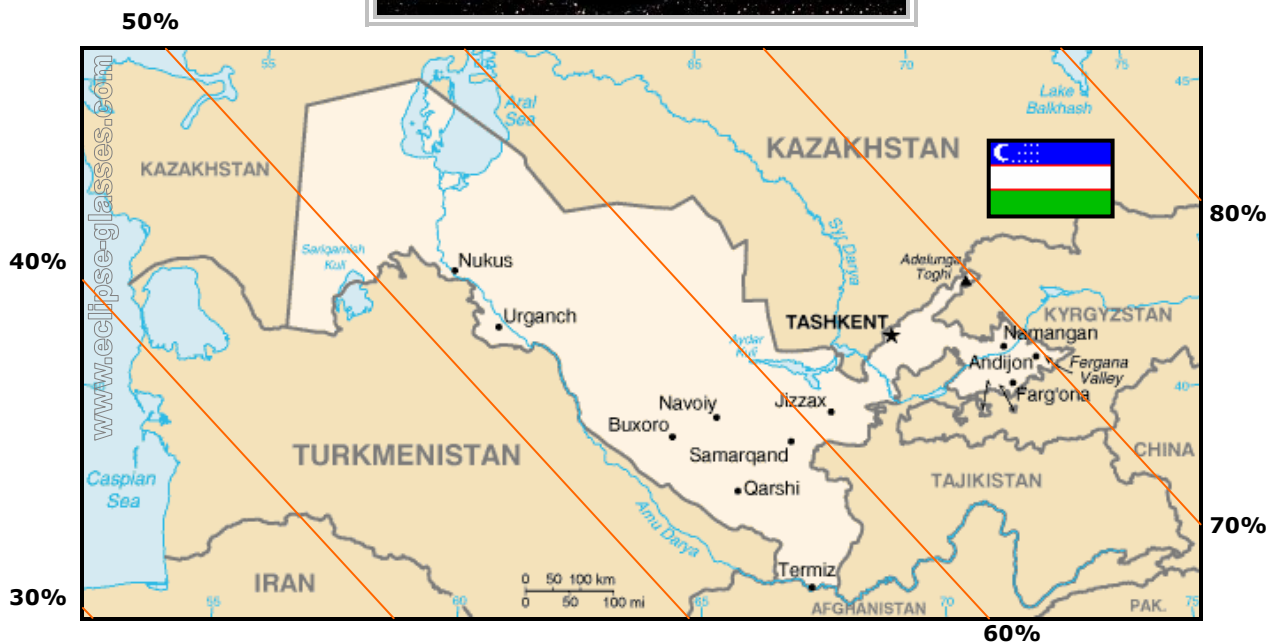 50%
55
60
65
70
75
45
www.eclipse-glasses.com
Aral
Sea
Lake
Balkhash
KAZAKHSTAN
KAZAKHSTAN
80%
Syr Darya
Sariqamish
Kuli
40%
Nukus
Adelunga
Toghi
Urganch
TASHKENT
KYRGYZSTAN
Namangan
Aydar
Kuli
Andijon
Fergana
Valley
40
Farg'ona
Navoiy
Jizzax
Buxoro
Samarqand
TURKMENISTAN
CHINA
Caspian
Sea
Qarshi
TAJIKISTAN
Amu Darya
70%
Termiz
IRAN
0 50 100 km
0 50 100 mi
30%
55
60
65
AFGHANISTAN
70
PAK.
75
60%